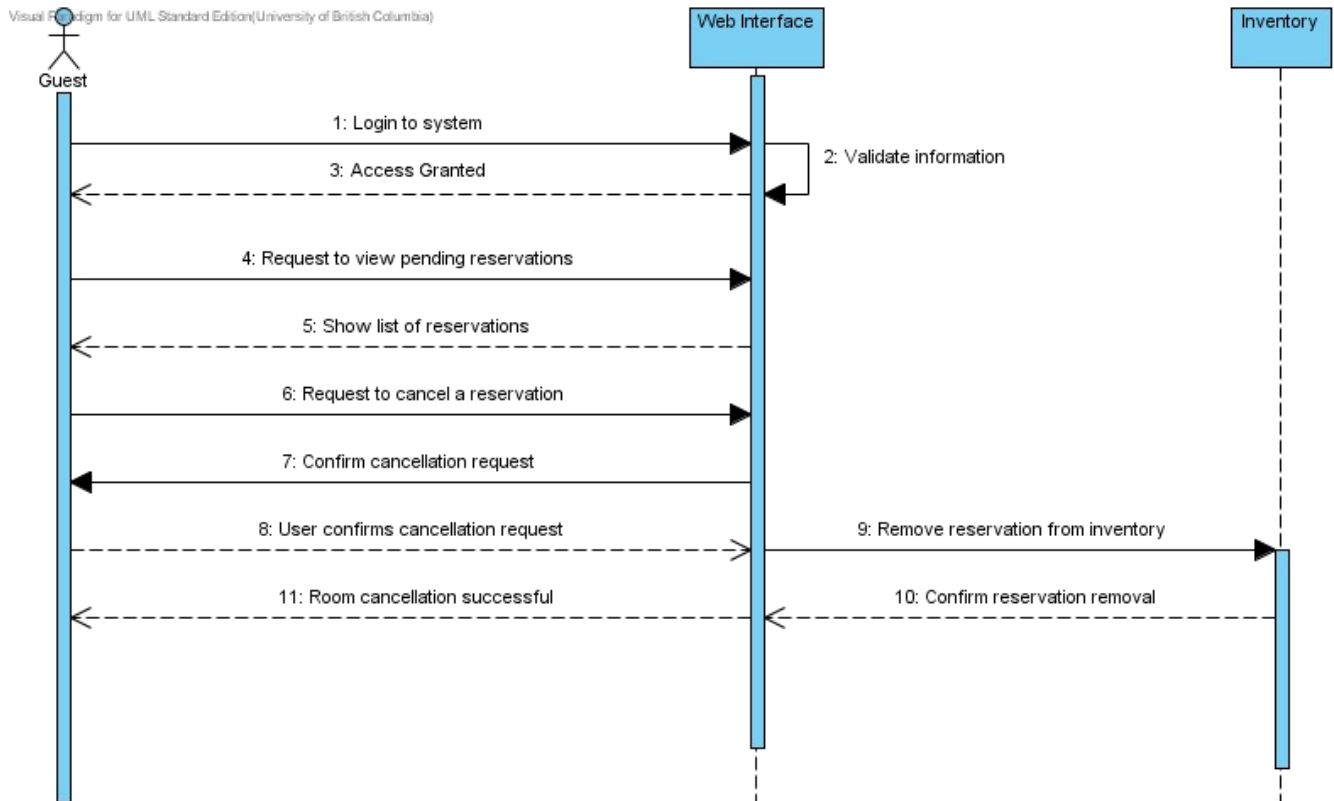 Visual Paradigm for UML Standard Edition(University of British Columbia)
Guest
Web Interface
Inventory
1: Login to system
2: Validate information
3: Access Granted
4: Request to view pending reservations
5: Show list of reservations
6: Request to cancel a reservation
7: Confirm cancellation request
8: User confirms cancellation request
9: Remove reservation from inventory
11: Room cancellation successful
10: Confirm reservation removal